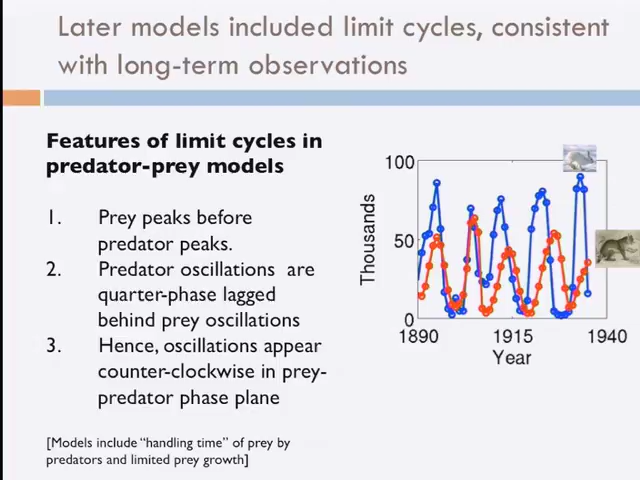 Later models included limit cycles, consistent
with long-term observations
Features of limit cycles in
predator-prey models
1. Prey peaks before
predator peaks.
2. Predator oscillations are
quarter-phase lagged
behind prey oscillations
3. Hence, oscillations appear
counter-clockwise in prey-
predator phase plane
[Models include “handling time” of prey by
predators and limited prey growth]
100
50
0
Thousands
1890 1915 1940
Year